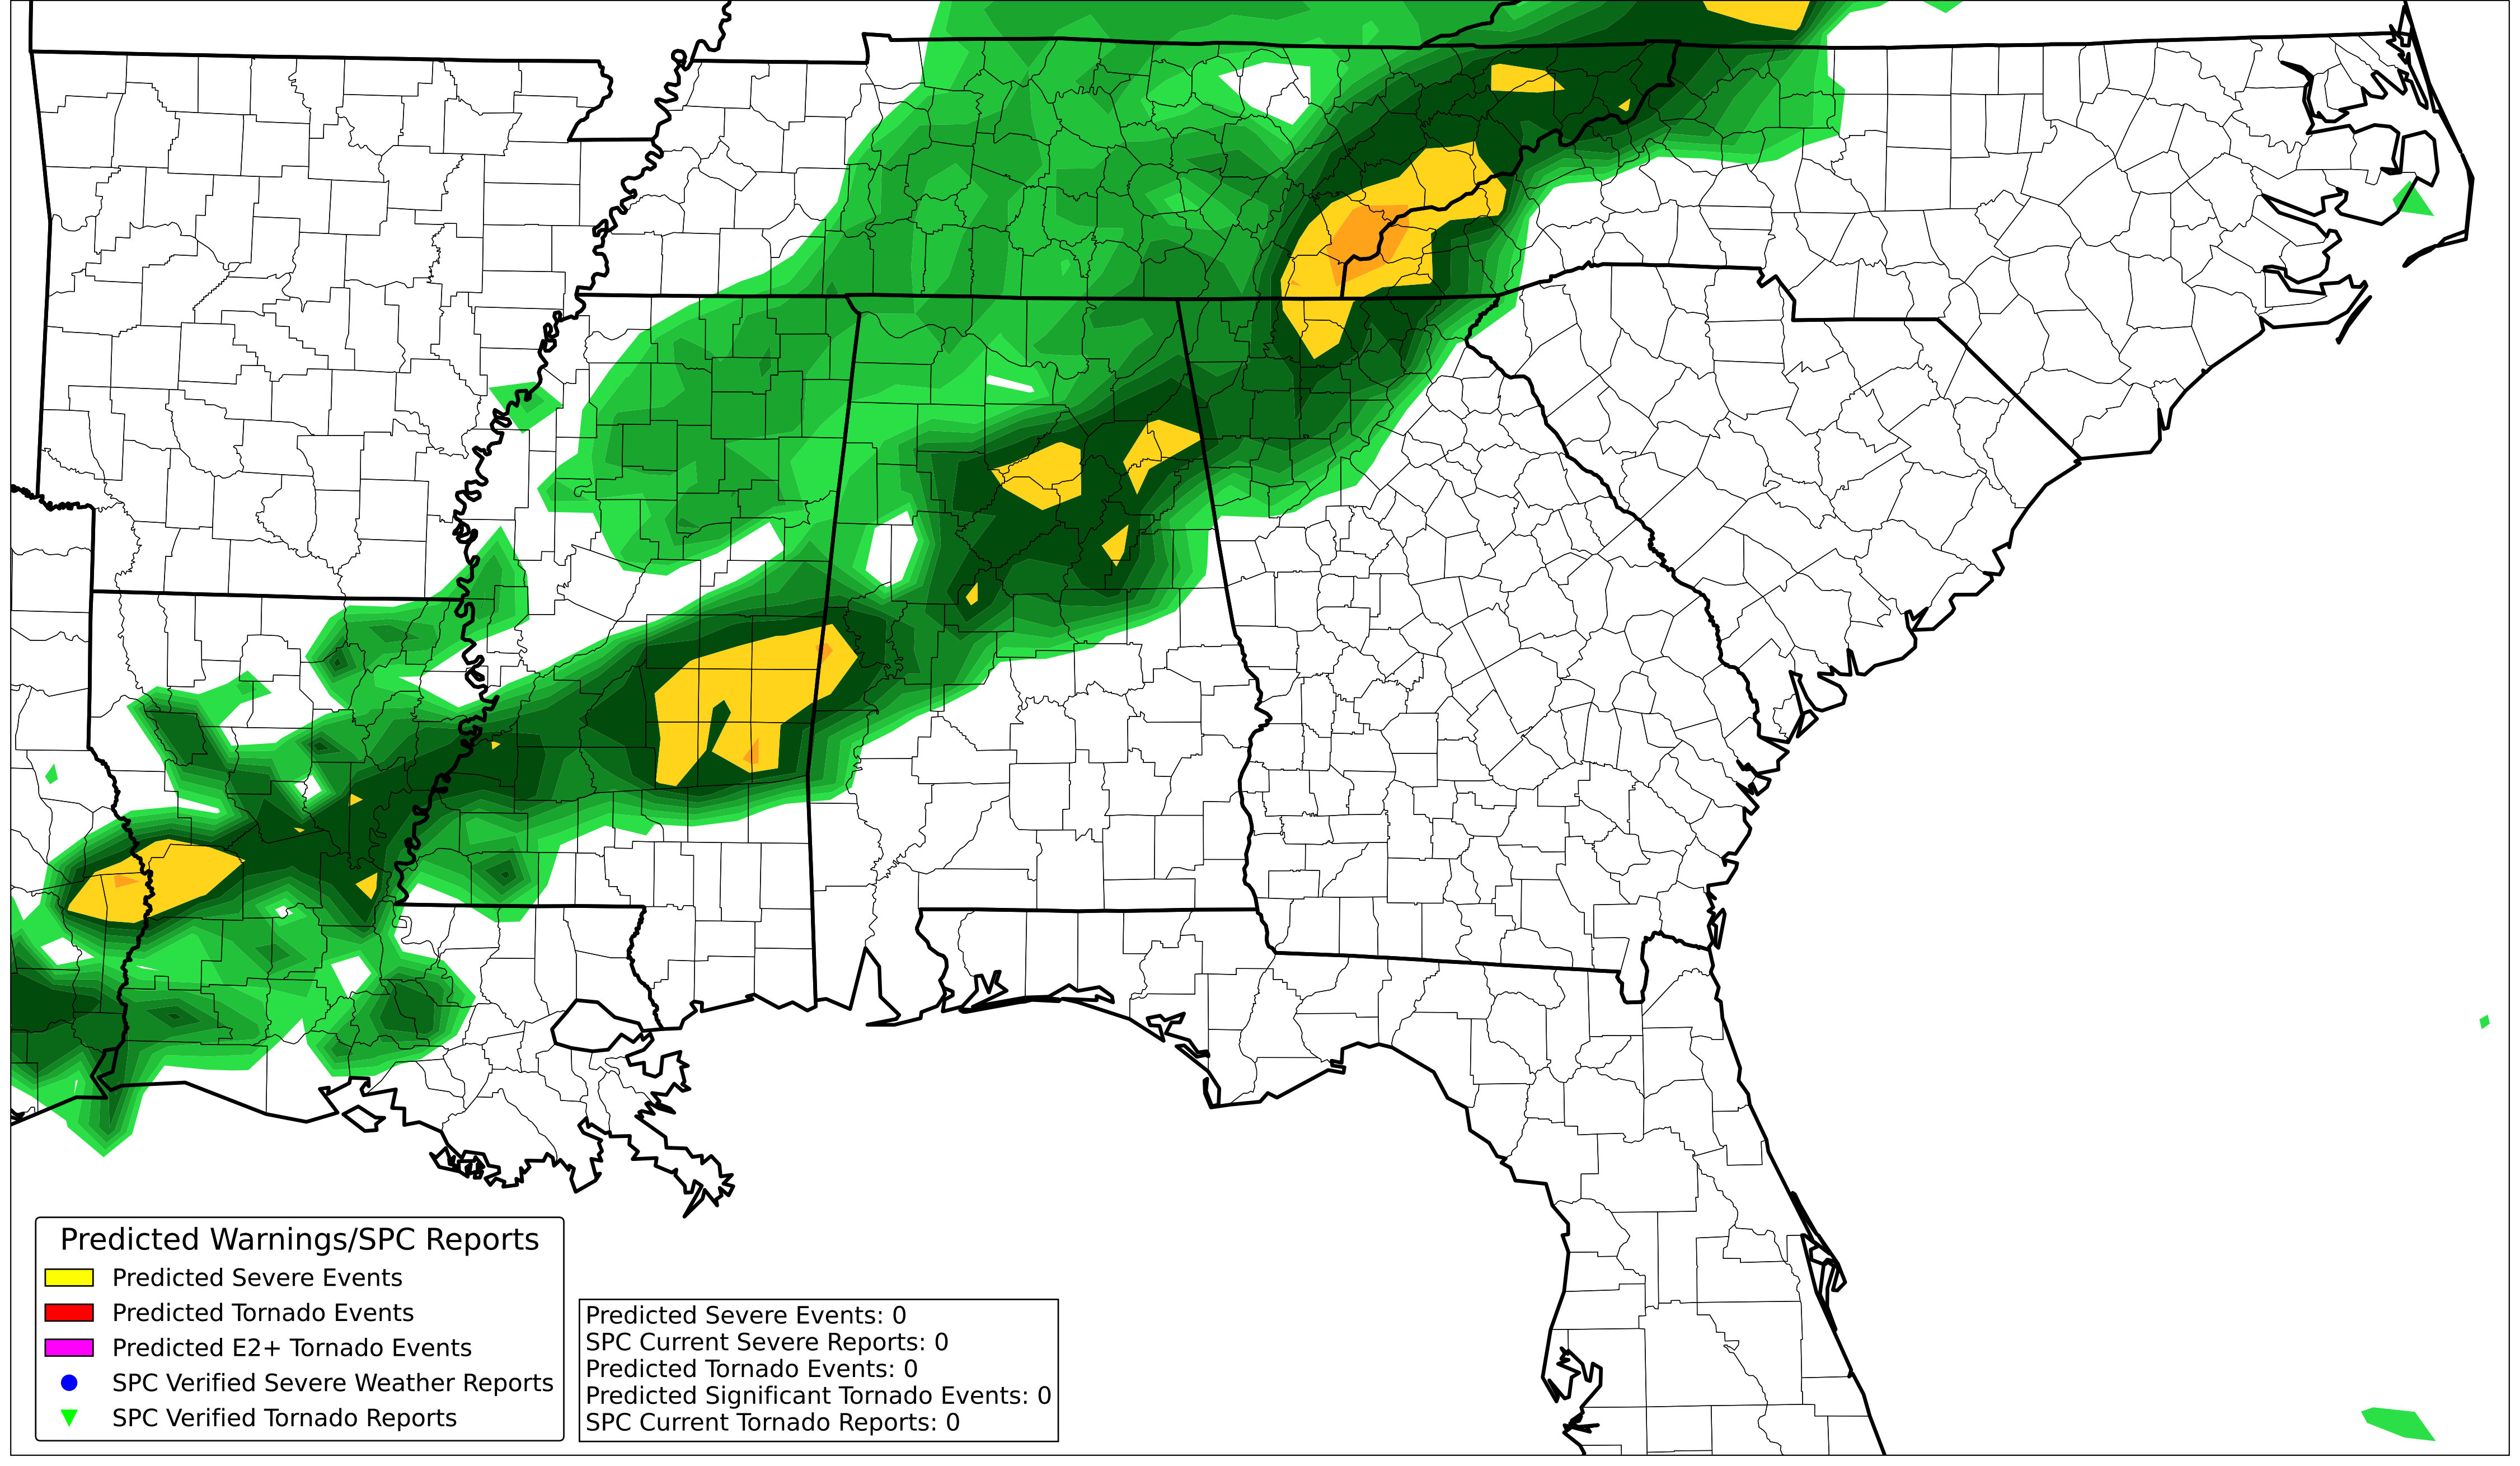 Predicted Warnings/SPC Reports
Predicted Severe Events
Predicted Tornado Events
Predicted E2+ Tornado Events
SPC Verified Severe Weather Reports
SPC Verified Tornado Reports
Predicted Severe Events: 0
SPC Current Severe Reports: 0
Predicted Tornado Events: 0
Predicted Significant Tornado Events: 0
SPC Current Tornado Reports: 0